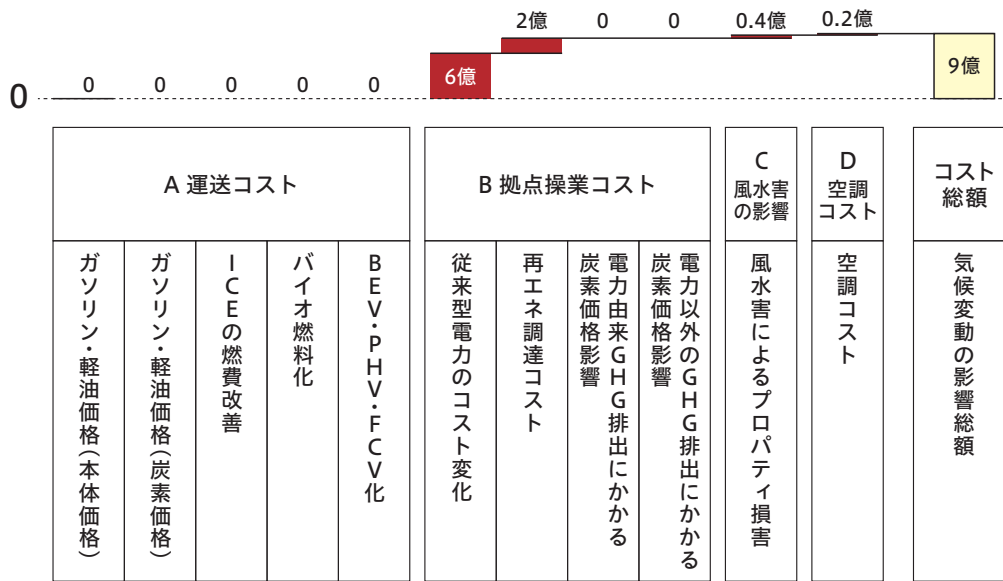 2億
0
0
0.4億
0.2億
0
0
0
0
0
0
6億
9億
A 運送コスト
B 拠点操業コスト
C
風水害
の影響
D
空調
コスト
コスト
総額
ガソリン・軽油価格(本体価格)
ガソリン・軽油価格(炭素価格)
ICEの燃費改善
バイオ燃料化
BEV・PHV・FCV化
従来型電力のコスト変化
再エネ調達コスト
電力由来GHG排出にかかる
炭素価格影響
電力以外のGHG排出にかかる
炭素価格影響
風水害によるプロパティ損害
空調コスト
気候変動の影響総額